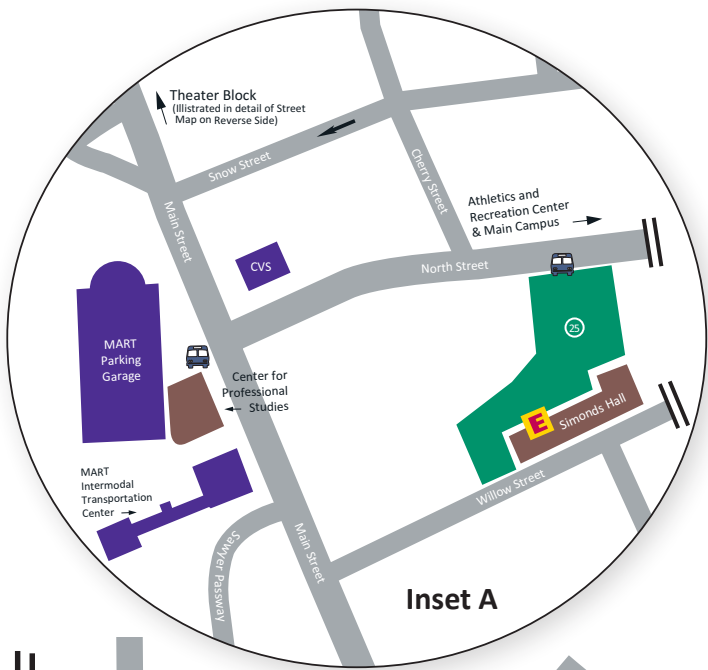 Theater Block
(Illustrated in detail of Street
Map on Reverse Side)
Snow Street
Cherry Street
Athletics and
Recreation Center
& Main Campus
Main Street
CVS
North Street
25
MART
Parking
Garage
Center for
Professional
Studies
E
Simonds Hall
MART
Intermodal
Transportation
Center
Willow Street
Sawyer Passway
Main Street
Inset A